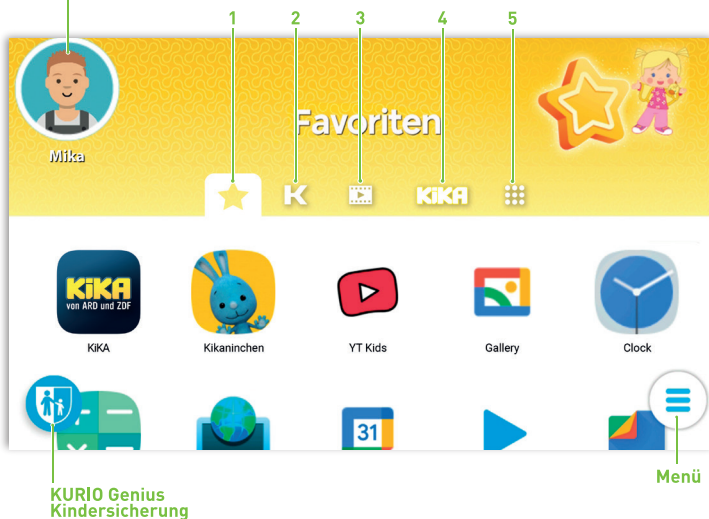 1 2 3 4 5
Favoriten
Mika
K KiKA
KiKA
von ARD und ZDF
KiKA Kikaninchen YT Kids Gallery Clock
31
Menü
KURIO Genius
Kindersicherung